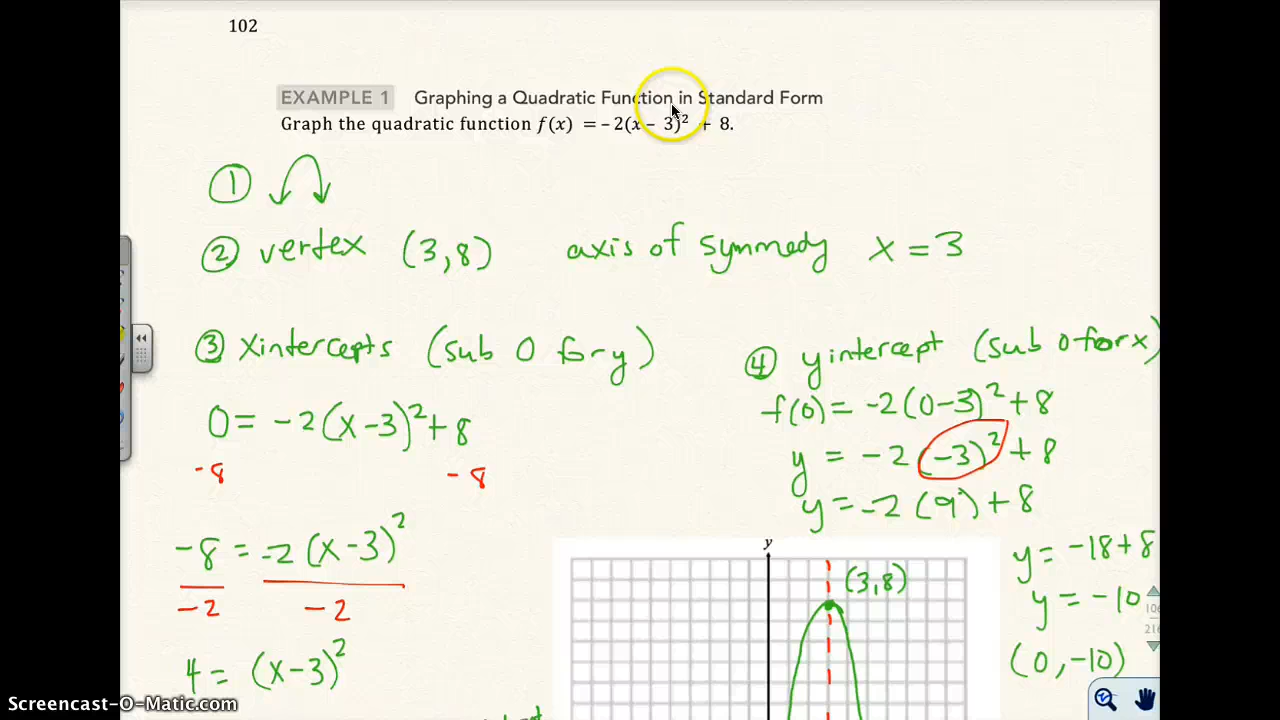 102
EXAMPLE 1 Graphing a Quadratic Function in Standard Form
Graph the quadratic function f(x) = -2(x - 3)² + 8.
①
② vertex (3,8) axis of symmedy x = 3
③ x intercepts (sub 0 for y)
0 = -2(x-3)² + 8
-8 -8
-8 = -2(x-3)²
-2 -2
4 = (x-3)²
④ y intercept (sub 0 for x)
f(0) = -2(0-3)² + 8
y = -2(-3)² + 8
y = -2(9) + 8
y = -18+8
y = -10
(0,-10)
y
(3,8)
Screencast-O-Matic.com